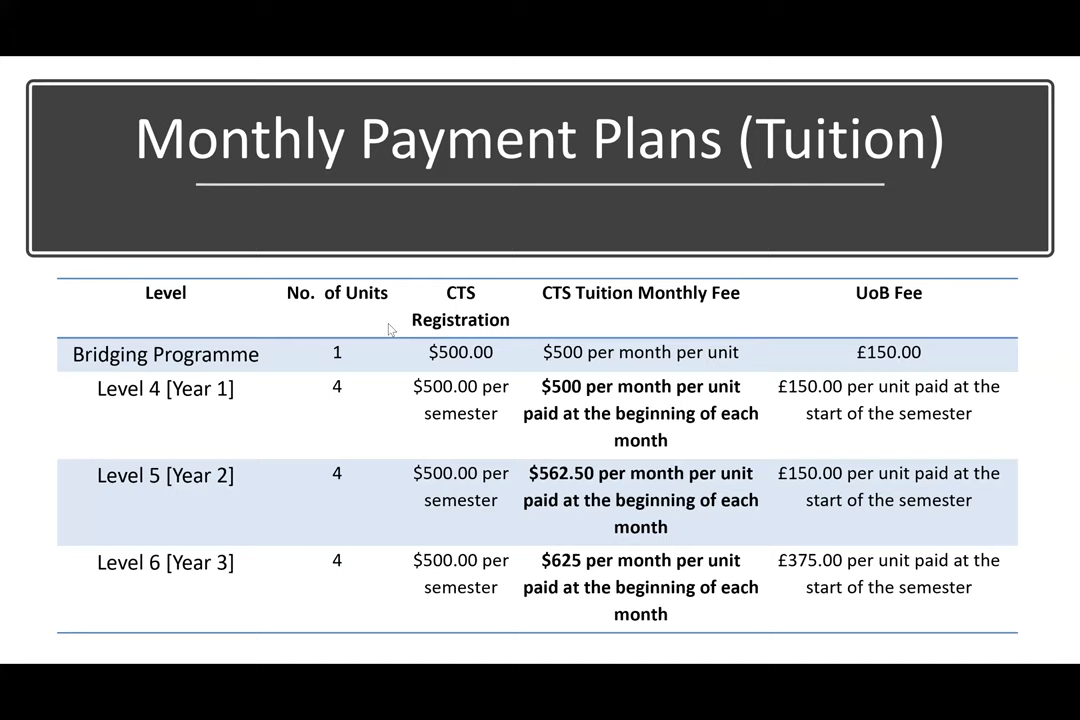 Monthly Payment Plans (Tuition)
Level No. of Units CTS Registration CTS Tuition Monthly Fee UoB Fee
Bridging Programme 1 $500.00 $500 per month per unit £150.00
Level 4 [Year 1] 4 $500.00 per semester $500 per month per unit paid at the beginning of each month £150.00 per unit paid at the start of the semester
Level 5 [Year 2] 4 $500.00 per semester $562.50 per month per unit paid at the beginning of each month £150.00 per unit paid at the start of the semester
Level 6 [Year 3] 4 $500.00 per semester $625 per month per unit paid at the beginning of each month £375.00 per unit paid at the start of the semester